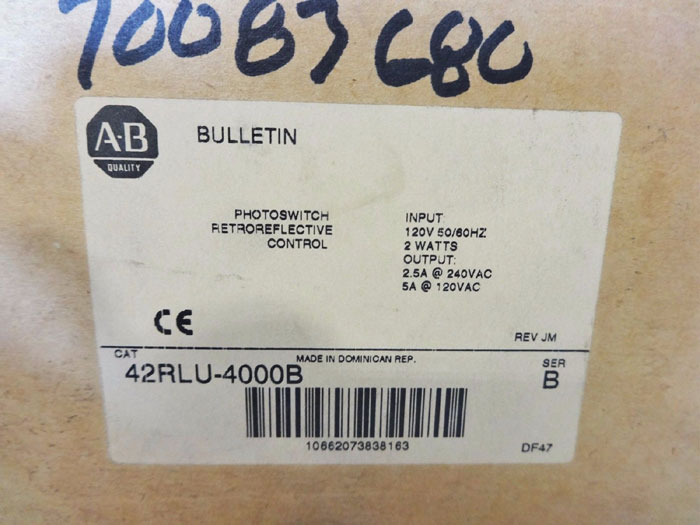 70083680
A-B
QUALITY
BULLETIN
PHOTOSWITCH
RETROREFLECTIVE
CONTROL
INPUT:
120V 50/60HZ
2 WATTS
OUTPUT:
2.5A @ 240VAC
5A @ 120VAC
CE
REV JM
CAT
MADE IN DOMINICAN REP.
SER
42RLU-4000B
B
10662073838163
DF47